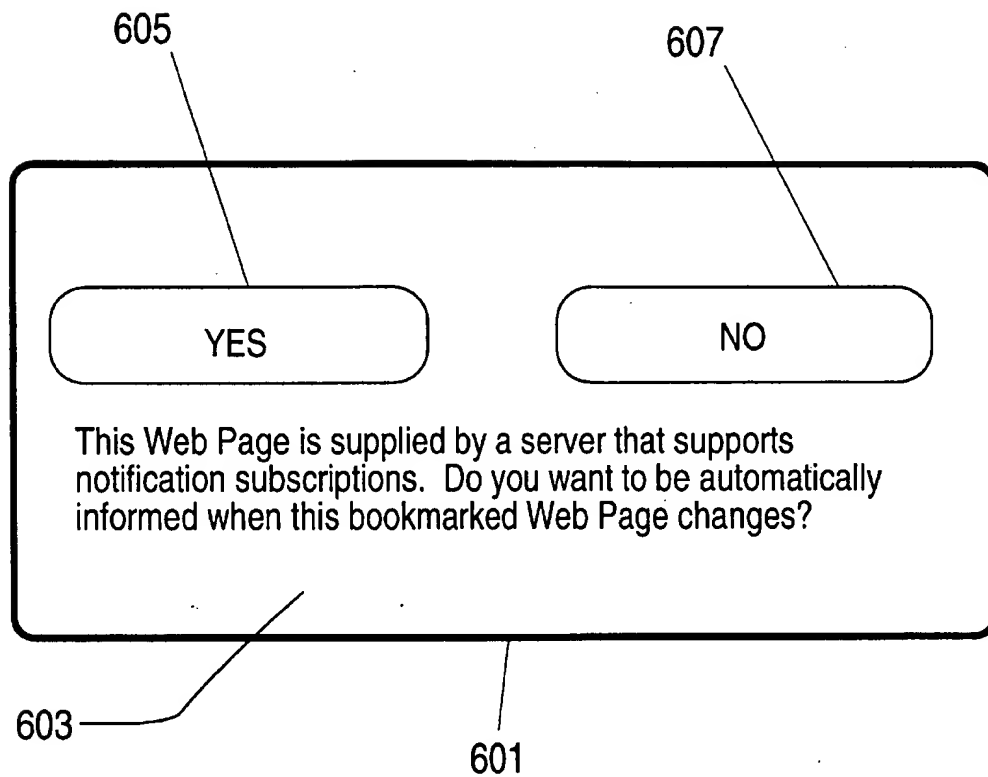 605
607
YES
NO
This Web Page is supplied by a server that supports
notification subscriptions. Do you want to be automatically
informed when this bookmarked Web Page changes?
603
601